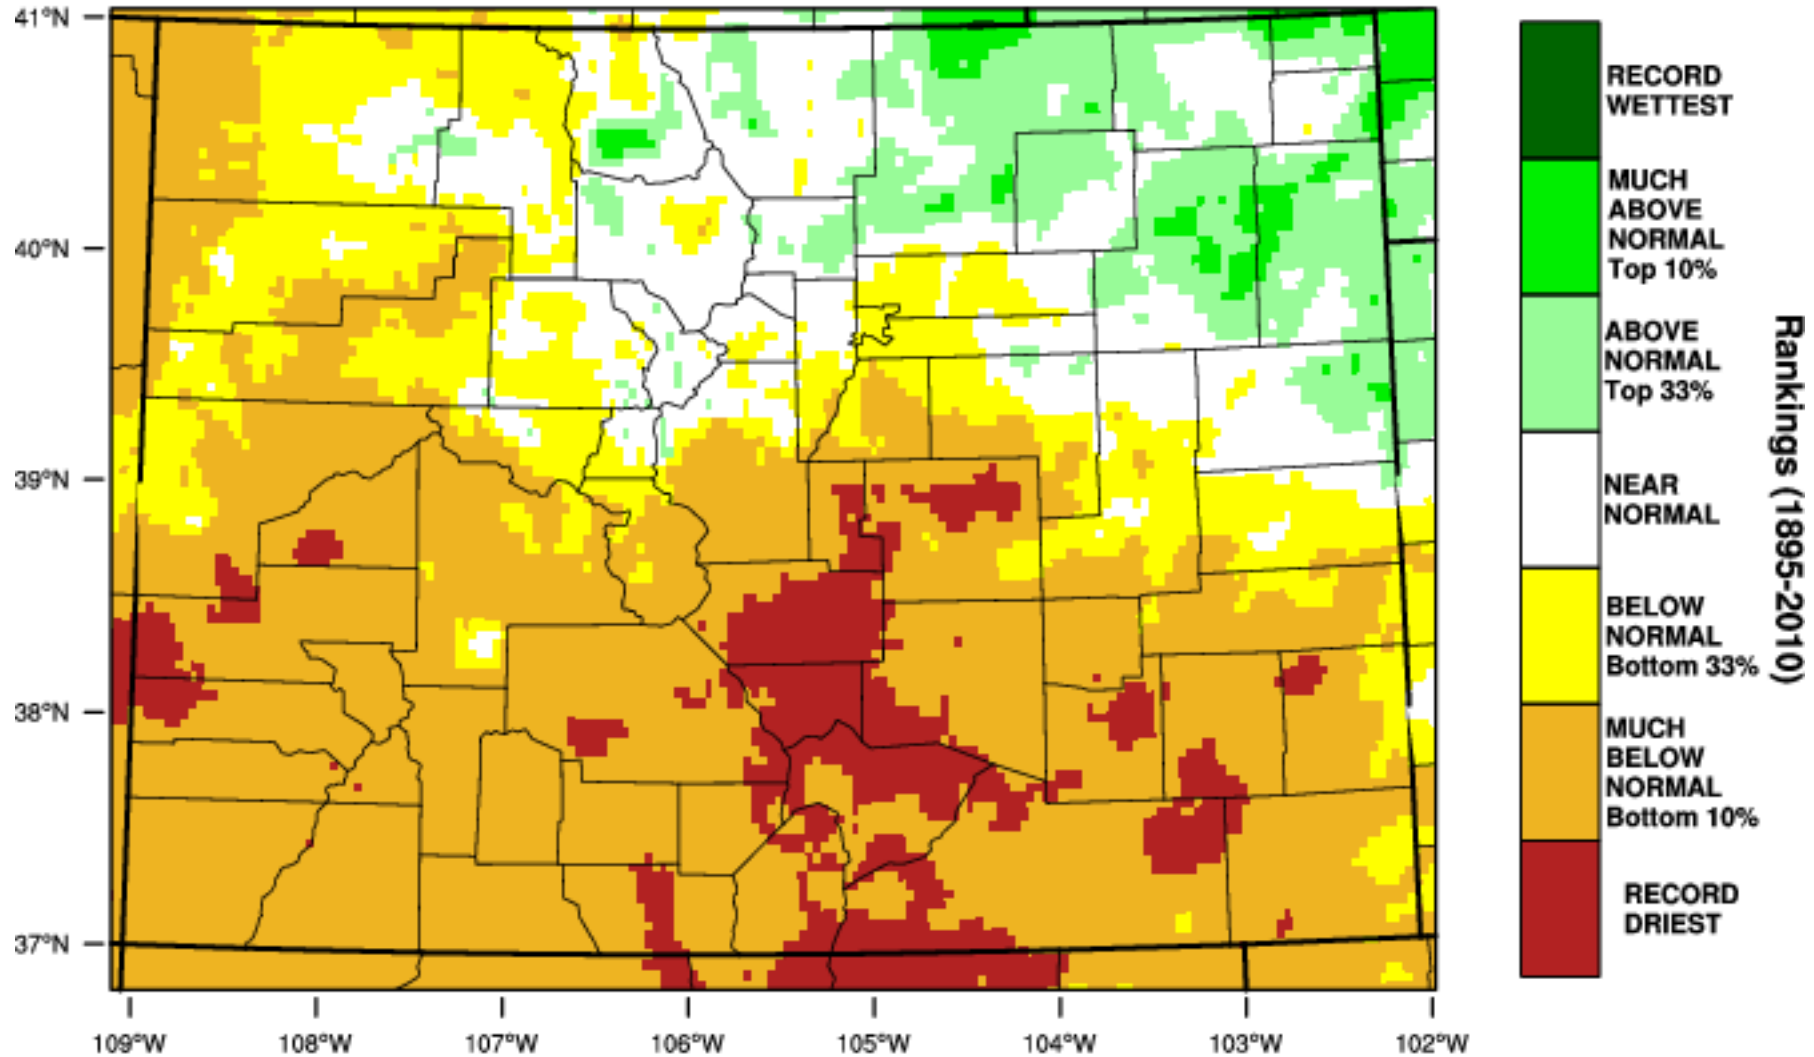 41°N
40°N
39°N
38°N
37°N
109°W
108°W
107°W
106°W
105°W
104°W
103°W
102°W
RECORD
WETTEST
MUCH
ABOVE
NORMAL
Top 10%
ABOVE
NORMAL
Top 33%
NEAR
NORMAL
BELOW
NORMAL
Bottom 33%
MUCH
BELOW
NORMAL
Bottom 10%
RECORD
DRIEST
Rankings (1895-2010)